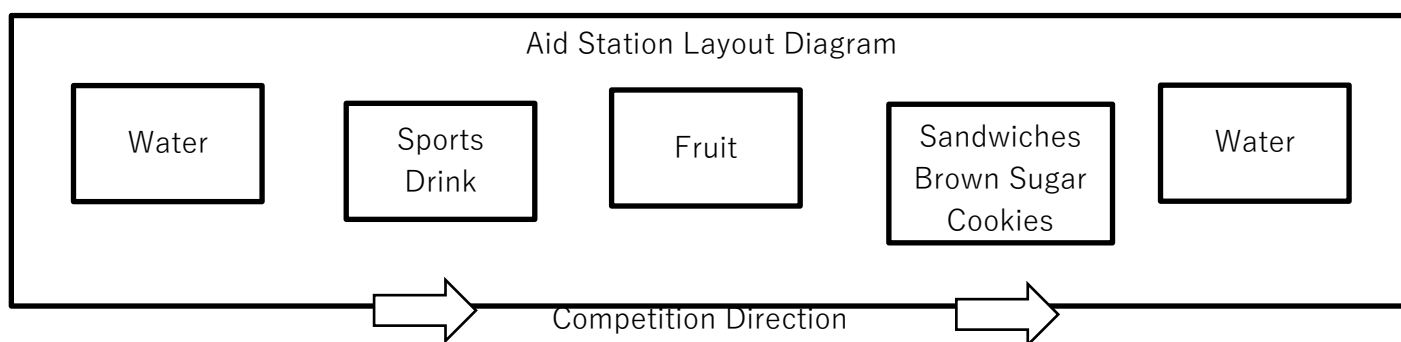 Aid Station Layout Diagram
Water
Sports
Drink
Fruit
Sandwiches
Brown Sugar
Cookies
Water
Competition Direction